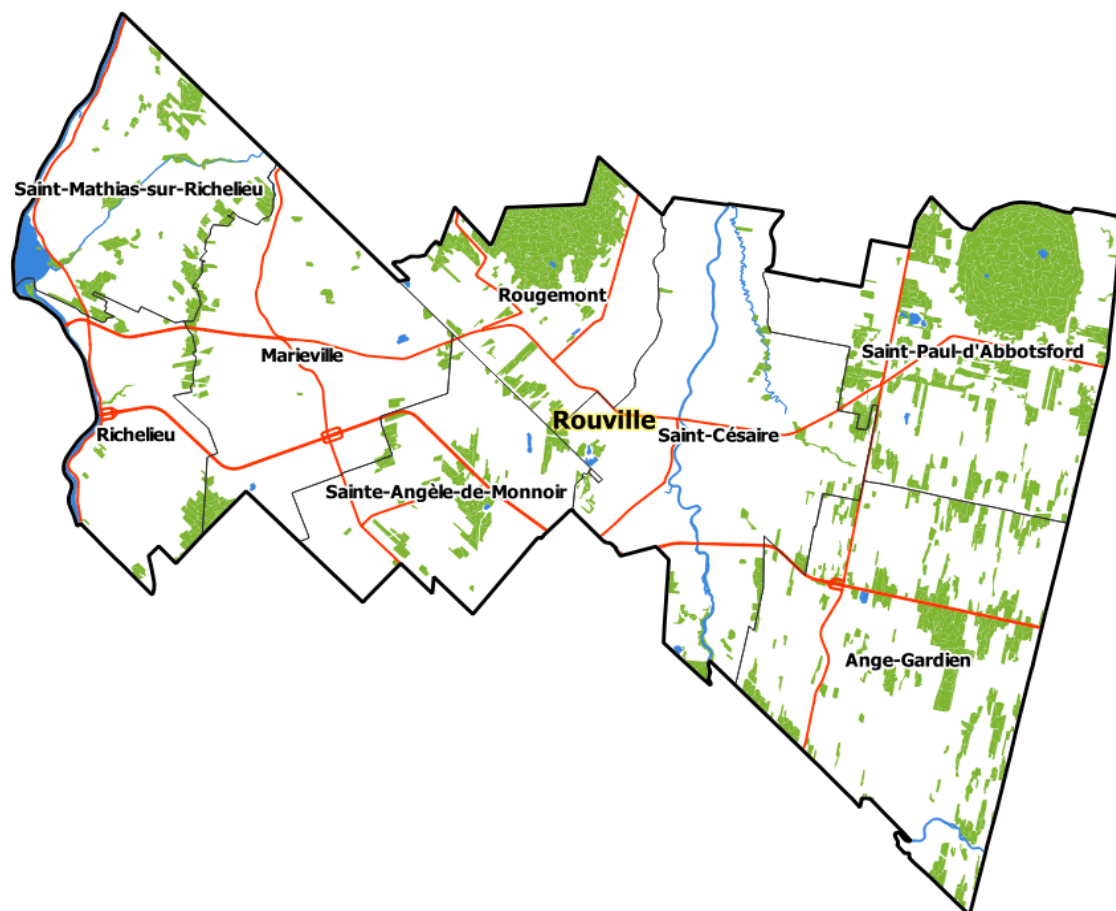 Saint-Mathias-sur-Richelieu
Rougemont
Marieville
Saint-Paul-d'Abbotsford
Rouville
Richelieu
Saint-Césaire
Sainte-Angèle-de-Monnoir
Ange-Gardien